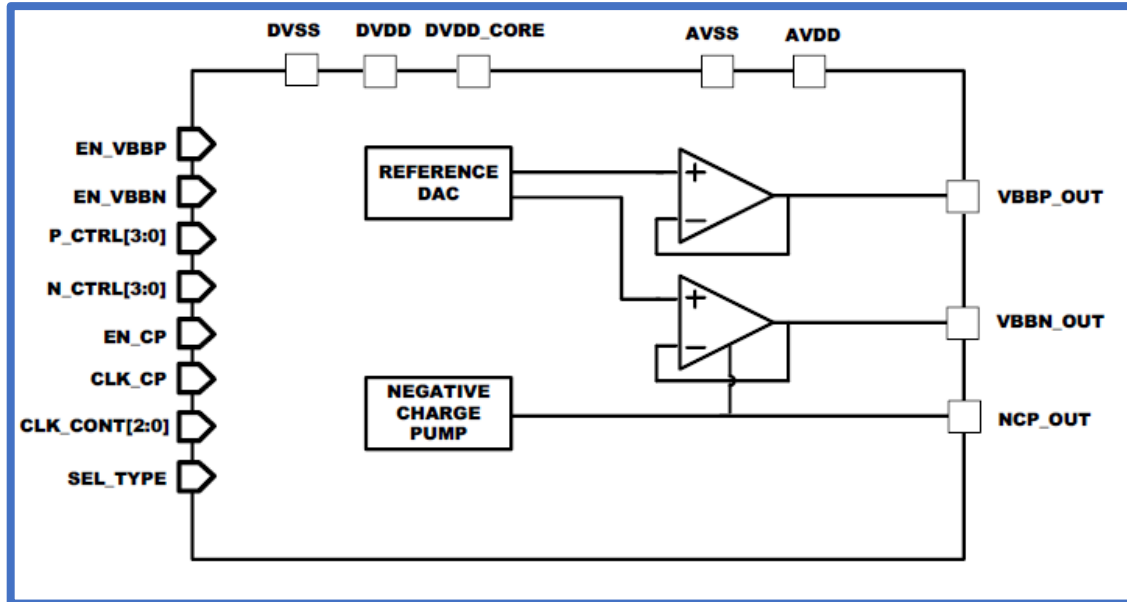 DVSS
DVDD
DVDD_CORE
AVSS
AVDD
EN_VBBP
EN_VBBN
P_CTRL[3:0]
N_CTRL[3:0]
EN_CP
CLK_CP
CLK_CONT[2:0]
SEL_TYPE
REFERENCE
DAC
+
−
+
−
NEGATIVE
CHARGE
PUMP
VBBP_OUT
VBBN_OUT
NCP_OUT